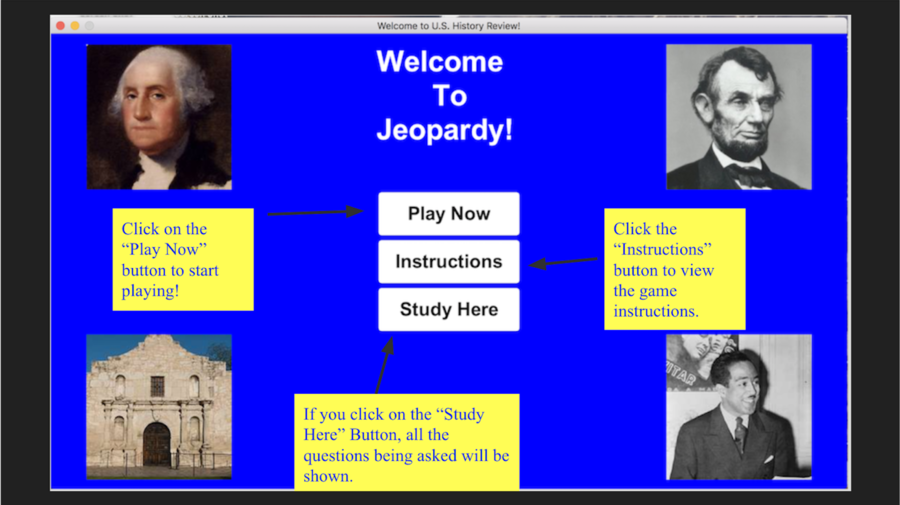 Welcome to U.S. History Review!
Welcome
To
Jeopardy!
Play Now
Instructions
Study Here
Click on the
“Play Now”
button to start
playing!
Click the
“Instructions”
button to view
the game
instructions.
If you click on the “Study
Here” Button, all the
questions being asked will be
shown.
ITAR